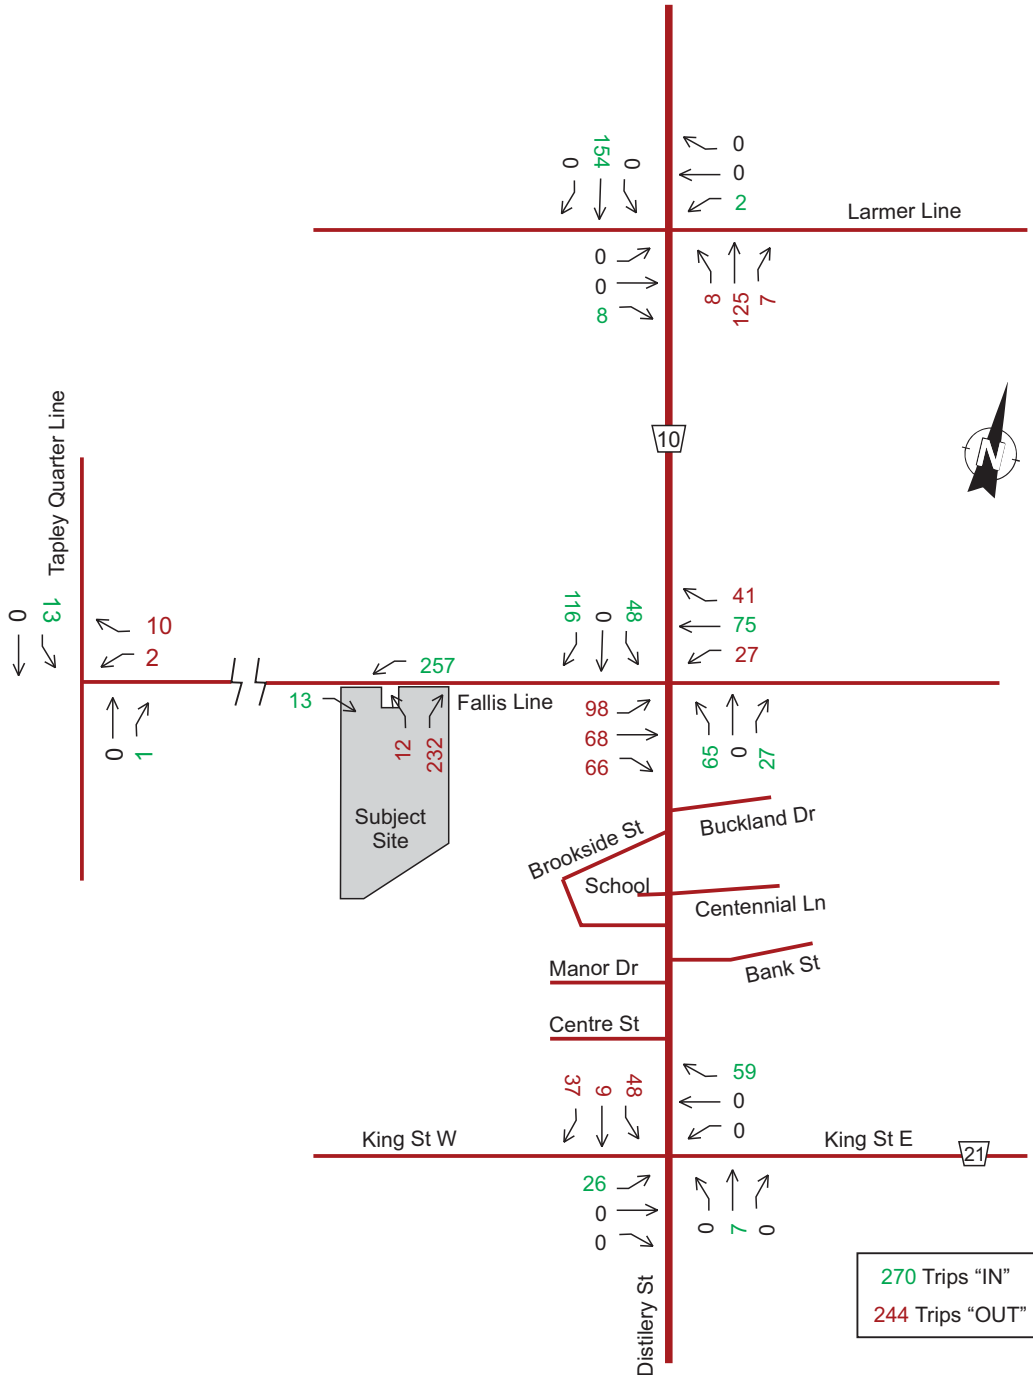 0
154
0
0
0
2
Larmer Line
0
0
8
8
125
7
10
N
Tapley Quarter Line
0
13
10
2
0
1
257
13
Fallis Line
12
232
Subject
Site
116
0
48
41
75
27
98
68
66
65
0
27
Buckland Dr
Brookside St
School
Centennial Ln
Bank St
Manor Dr
Centre St
37
9
48
59
0
0
King St W
King St E
21
26
0
0
0
7
0
Distilery St
270 Trips “IN”
244 Trips “OUT”